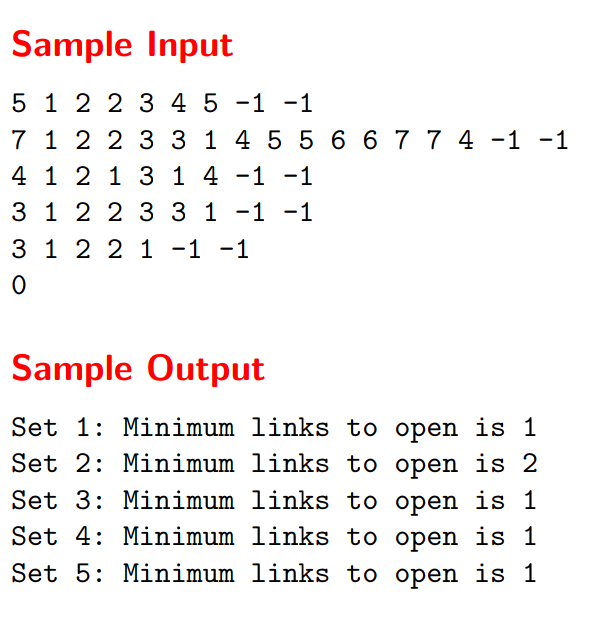 Sample Input
5 1 2 2 3 4 5 -1 -1
7 1 2 2 3 3 1 4 5 5 6 6 7 7 4 -1 -1
4 1 2 1 3 1 4 -1 -1
3 1 2 2 3 3 1 -1 -1
3 1 2 2 1 -1 -1
0
Sample Output
Set 1: Minimum links to open is 1
Set 2: Minimum links to open is 2
Set 3: Minimum links to open is 1
Set 4: Minimum links to open is 1
Set 5: Minimum links to open is 1